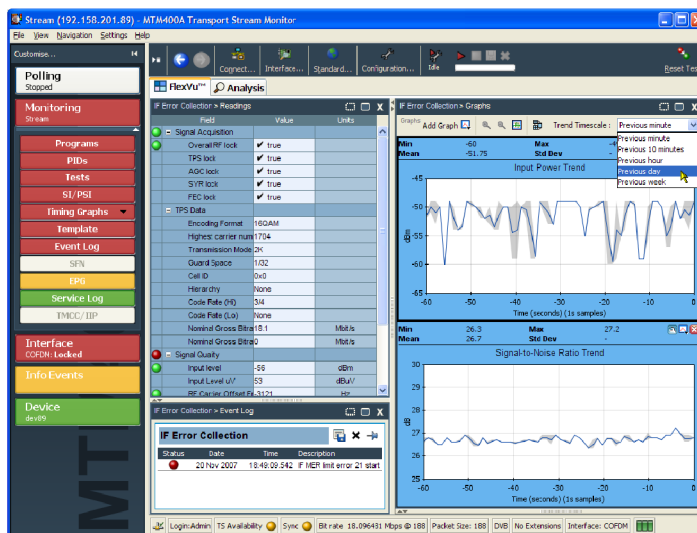 Stream (192.158.201.89) - MTM400A Transport Stream Monitor
File View Navigation Settings Help
Customise...
Connect... Interface... Standard... Configuration... Idle Reset Tes
Polling
Stopped
Monitoring
Stream
Programs
PIDs
Tests
SI/PSI
Timing Graphs
Template
Event Log
SFN
EPG
Service Log
TMCC/IIP
Interface
COFDM: Locked
Info Events
Device
dev89
MT
FlexVu™ Analysis
IF Error Collection > Readings
Field Value Units
Signal Acquisition
Overall RF lock true
TPS lock true
AGC lock true
SYR lock true
FEC lock true
TPS Data
Encoding Format 16QAM
Highest carrier num 1704
Transmission Mode 2K
Guard Space 1/32
Cell ID 0x0
Hierarchy None
Code Rate (Hi) 3/4
Code Rate (Lo) None
Nominal Gross Bitra 18.1 Mbit/s
Nominal Gross Bitra 0 Mbit/s
Signal Quality
Input level -56 dBm
Input Level uV 53 dBuV
RF Carrier Offset F -3121 Hz
IF Error Collection > Event Log
IF Error Collection
Status Date Time Description
20 Nov 2007 18:49:09.542 IF MER limit error 21 start
IF Error Collection > Graphs
Graphs Add Graph Trend Timescale : Previous minute
Previous minute
Previous 10 minutes
Previous hour
Previous day
Previous week
Min -60 Max
Mean -51.75 Std Dev -
Input Power Trend
-45
-50
-55
-60
-65
dBm
-60 -50 -40 -30 -20 -10 0
Time (seconds) (1s samples)
Min 26.3 Max 27.2
Mean 26.7 Std Dev -
Signal-to-Noise Ratio Trend
30
29
28
27
26
25
dB
-60 -50 -40 -30 -20 -10 0
Time (seconds) (1s samples)
Login:Admin TS Availability Sync Bit rate 18.096431 Mbps @ 188 Packet Size: 188 DVB No Extensions Interface: COFDM